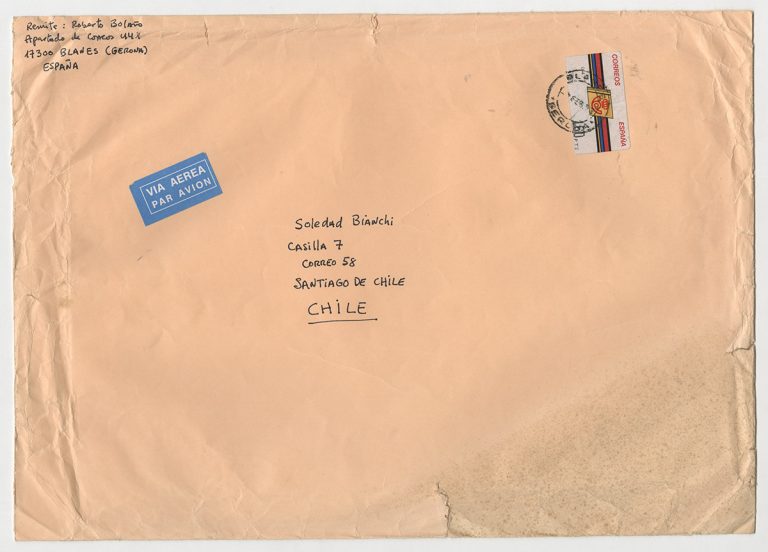 Remite: Roberto Bolaño
Apartado de Correos 441
17300 BLANES (GERONA)
ESPAÑA
CORREOS
ESPAÑA
VIA AEREA
PAR AVION
Soledad Bianchi
Casilla 7
Correo 58
SANTIAGO DE CHILE
CHILE